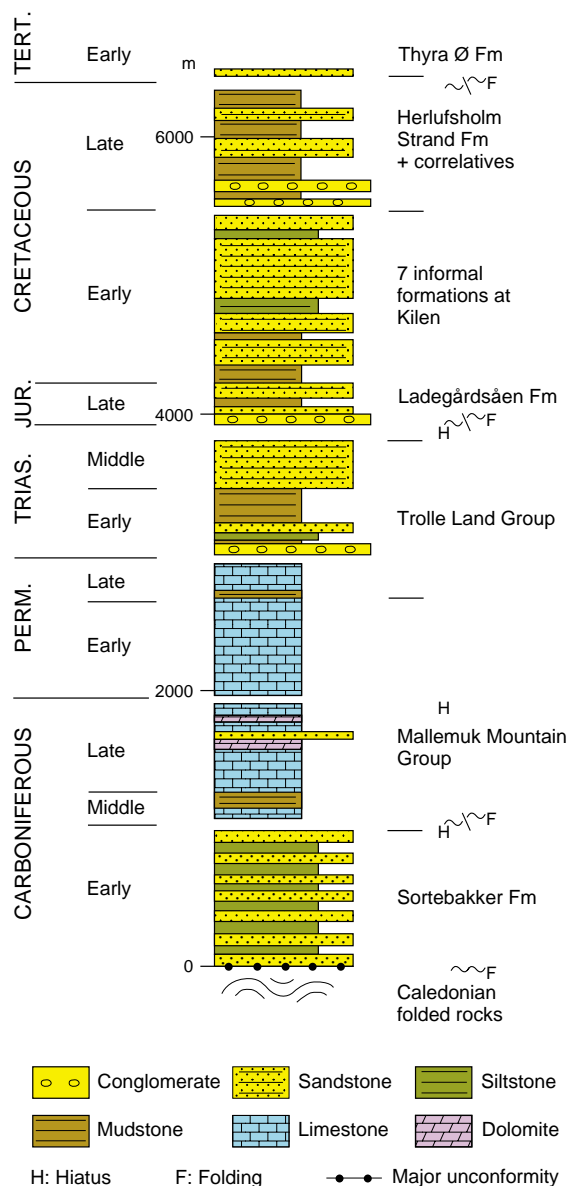 TERT.
Early
m
Thyra Ø Fm
F
CRETACEOUS
Late
6000
Herlufsholm
Strand Fm
+ correlatives
Early
7 informal
formations at
Kilen
JUR.
Late
4000
Ladegårdsåen Fm
H
F
TRIAS.
Middle
Early
Trolle Land Group
PERM.
Late
Early
2000
CARBONIFEROUS
H
Late
Mallemuk Mountain
Group
Middle
H
F
Early
Sortebakker Fm
0
F
Caledonian
folded rocks
Conglomerate
Sandstone
Siltstone
Mudstone
Limestone
Dolomite
H: Hiatus
F: Folding
Major unconformity